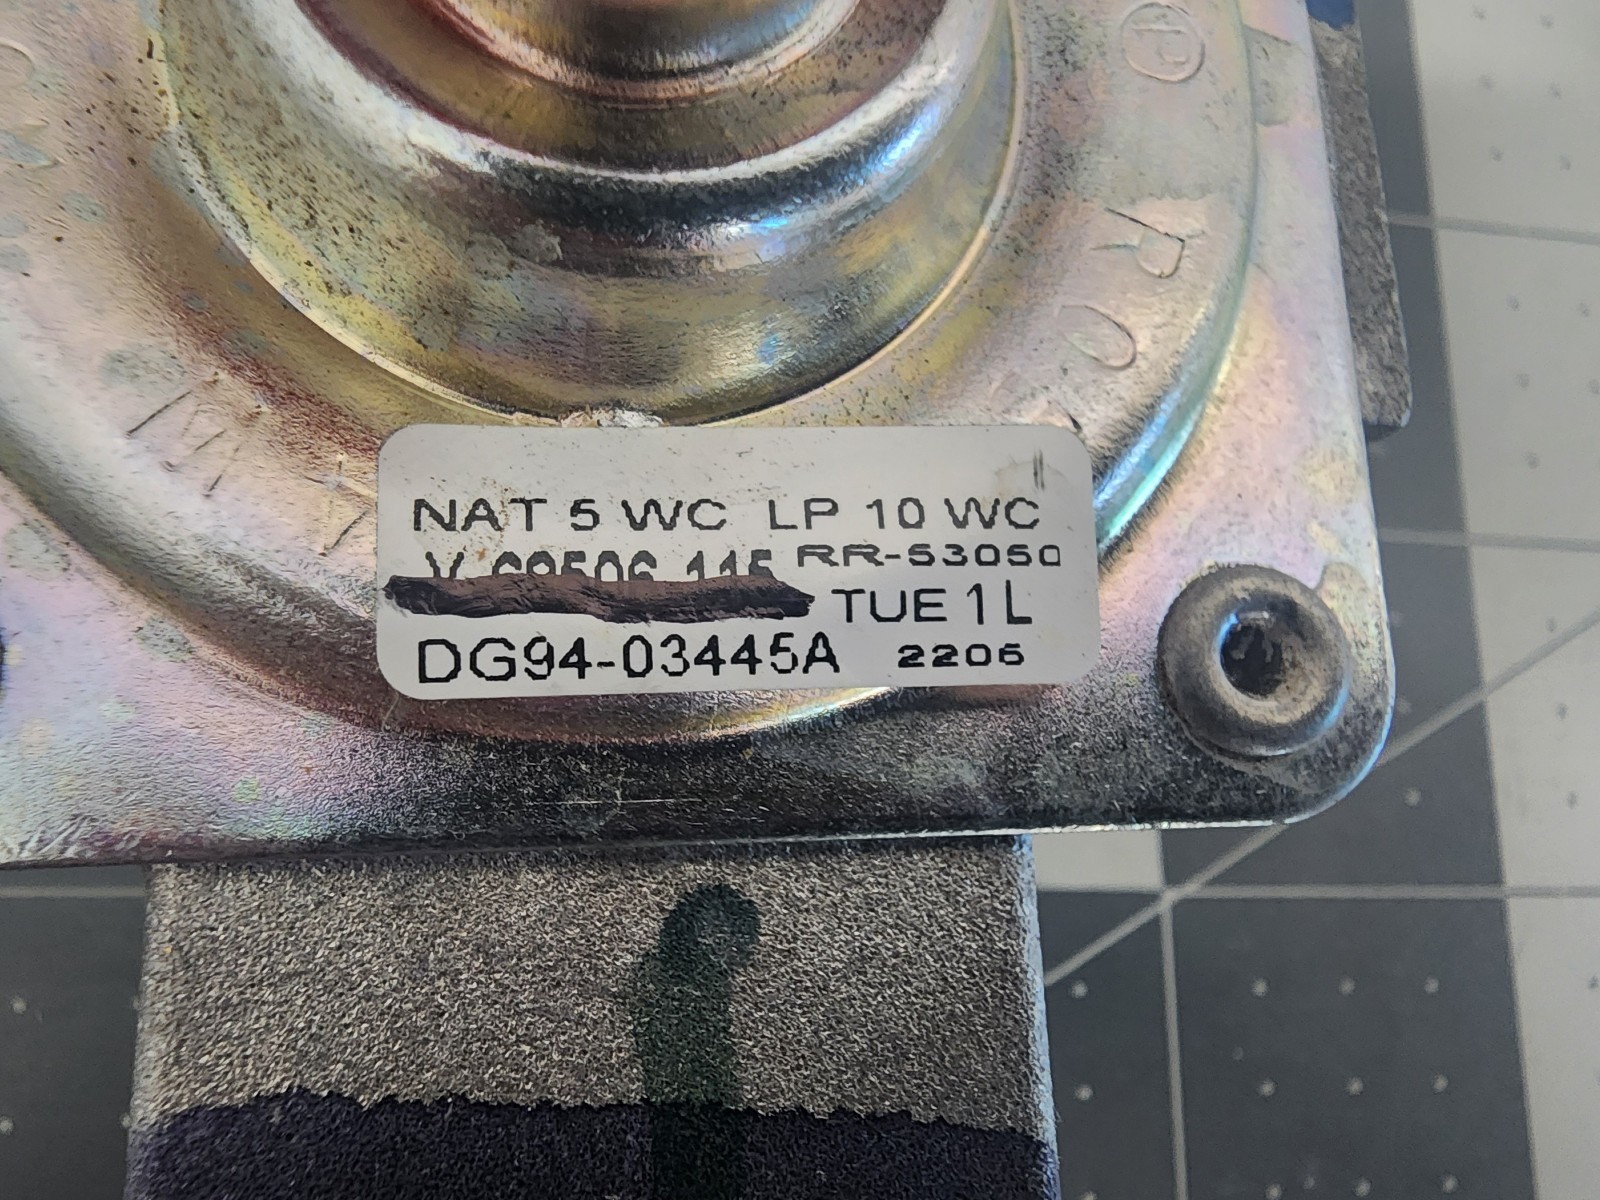 NAT 5 WC LP 10 WC
RR-53050
TUE 1 L
DG94-03445A 2206